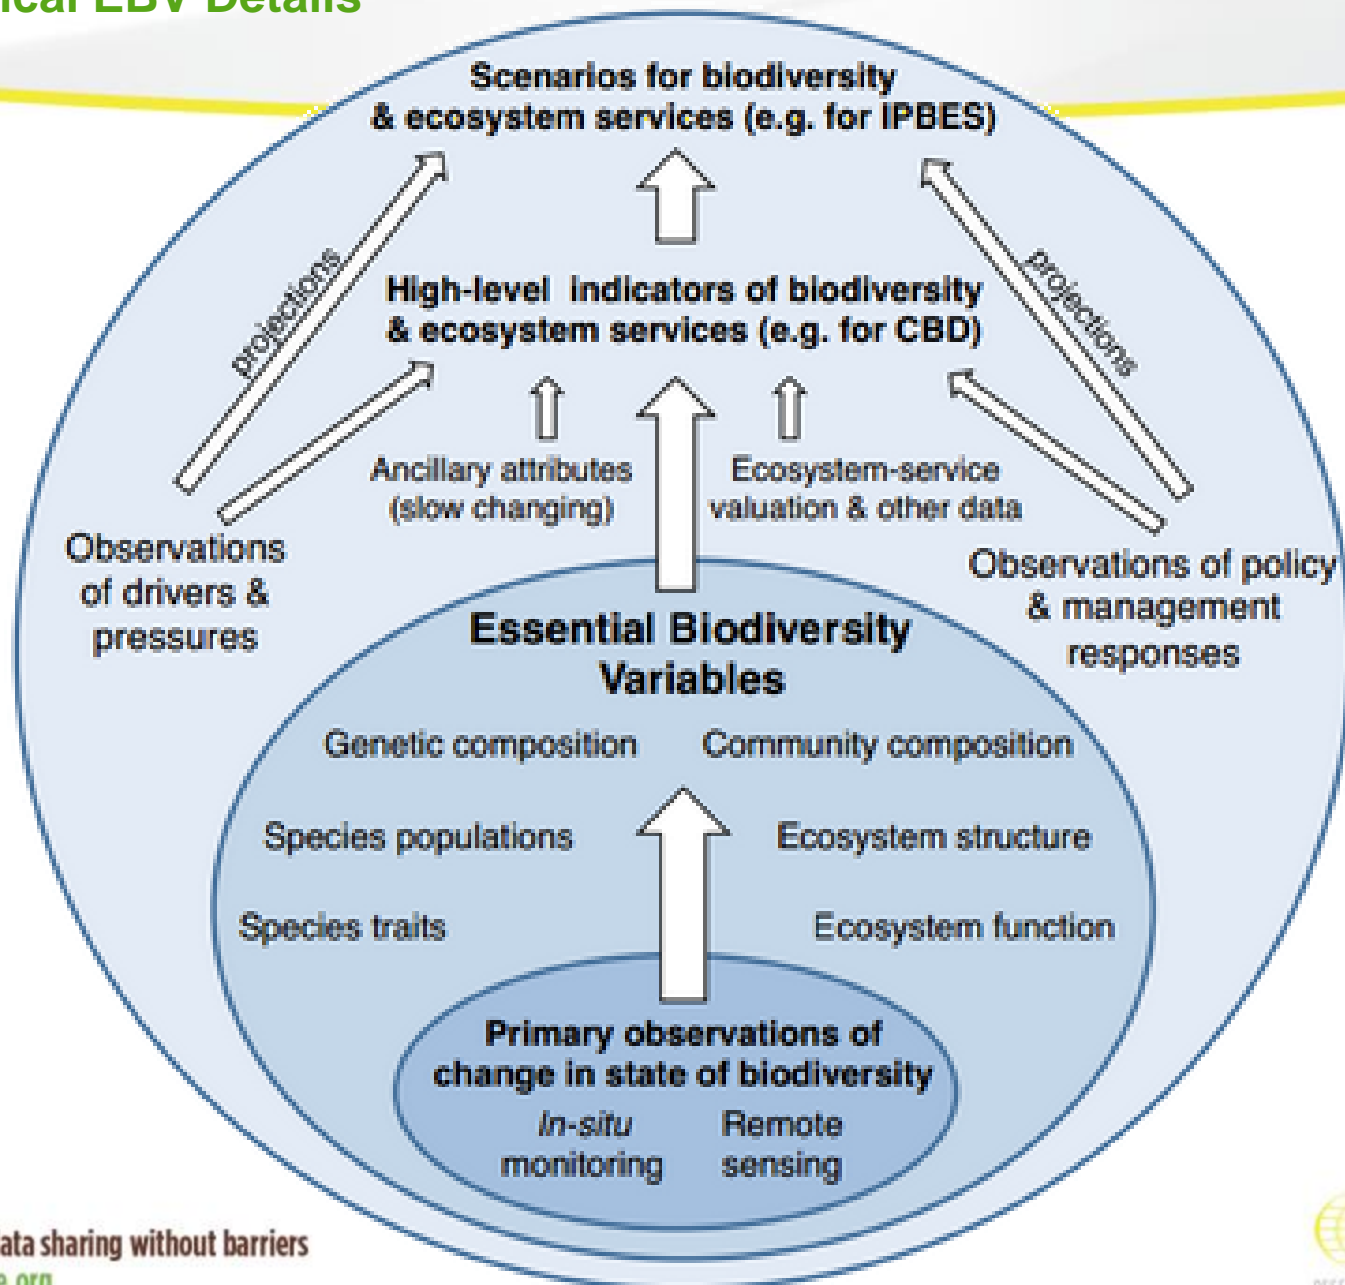 EBV Details
Scenarios for biodiversity
& ecosystem services (e.g. for IPBES)
projections
projections
High-level indicators of biodiversity
& ecosystem services (e.g. for CBD)
Ancillary attributes
(slow changing)
Ecosystem-service
valuation & other data
Observations
of drivers &
pressures
Observations of policy
& management
responses
Essential Biodiversity
Variables
Genetic composition
Community composition
Species populations
Ecosystem structure
Species traits
Ecosystem function
Primary observations of
change in state of biodiversity
In-situ
monitoring
Remote
sensing
ata sharing without barriers
.org